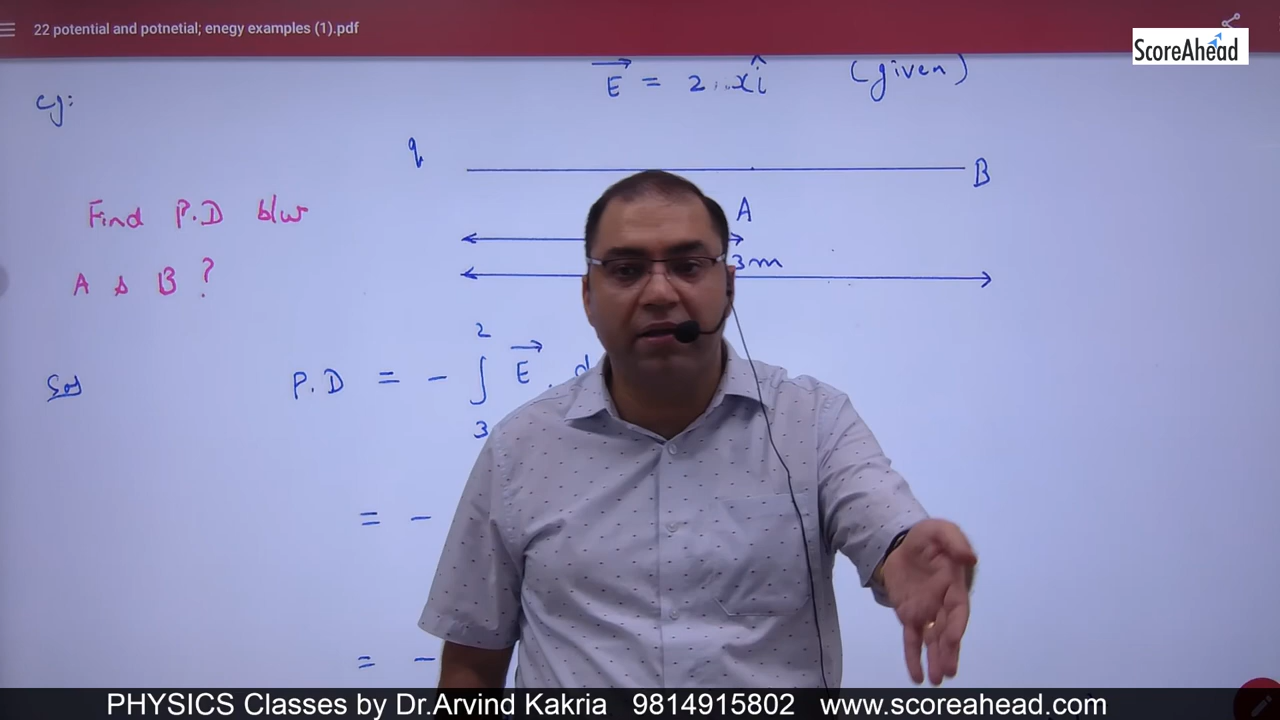 22 potential and potnetial; enegy examples (1).pdf
ScoreAhead
E = 2 x î (given)
eg:
q
B
Find P.D b/w
A
A & B ?
3m
2
Sol P.D = - ∫ E .
3
= -
= -
PHYSICS Classes by Dr.Arvind Kakria 9814915802 www.scoreahead.com